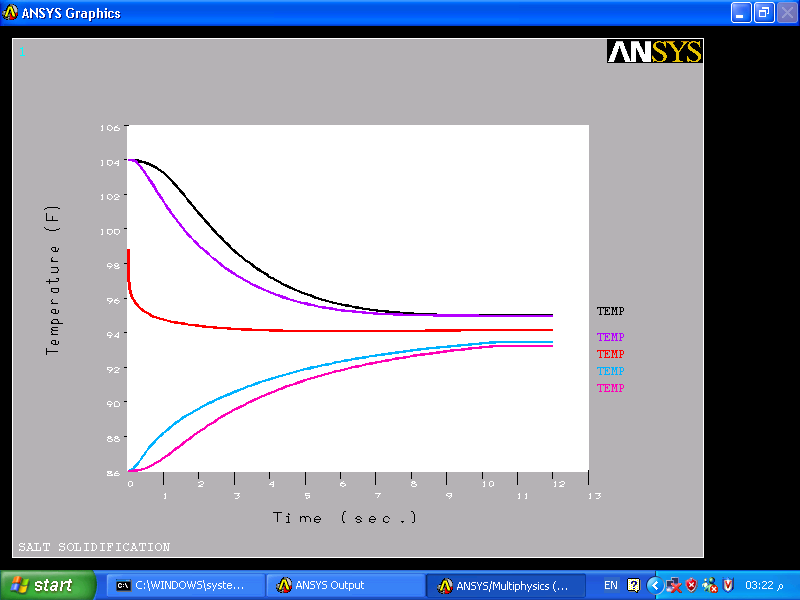 ANSYS Graphics
1
ANSYS
106
104
102
100
98
96
94
92
90
88
86
Temperature (F)
TEMP
TEMP
TEMP
TEMP
TEMP
0 2 4 6 8 10 12
1 3 5 7 9 11 13
Time (sec.)
SALT SOLIDIFICATION
start
C:\WINDOWS\syste...
ANSYS Output
ANSYS/Multiphysics (...
EN
03:22 م